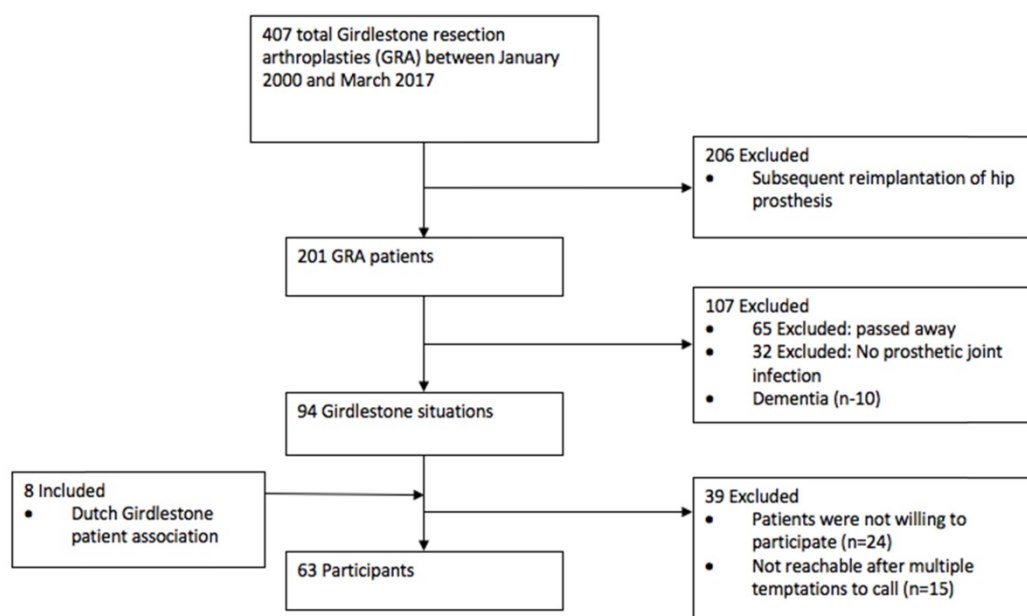 407 total Girdlestone resection
arthroplasties (GRA) between January
2000 and March 2017
206 Excluded
• Subsequent reimplantation of hip
prosthesis
201 GRA patients
107 Excluded
• 65 Excluded: passed away
• 32 Excluded: No prosthetic joint
infection
• Dementia (n-10)
94 Girdlestone situations
8 Included
• Dutch Girdlestone
patient association
39 Excluded
• Patients were not willing to
participate (n=24)
• Not reachable after multiple
temptations to call (n=15)
63 Participants